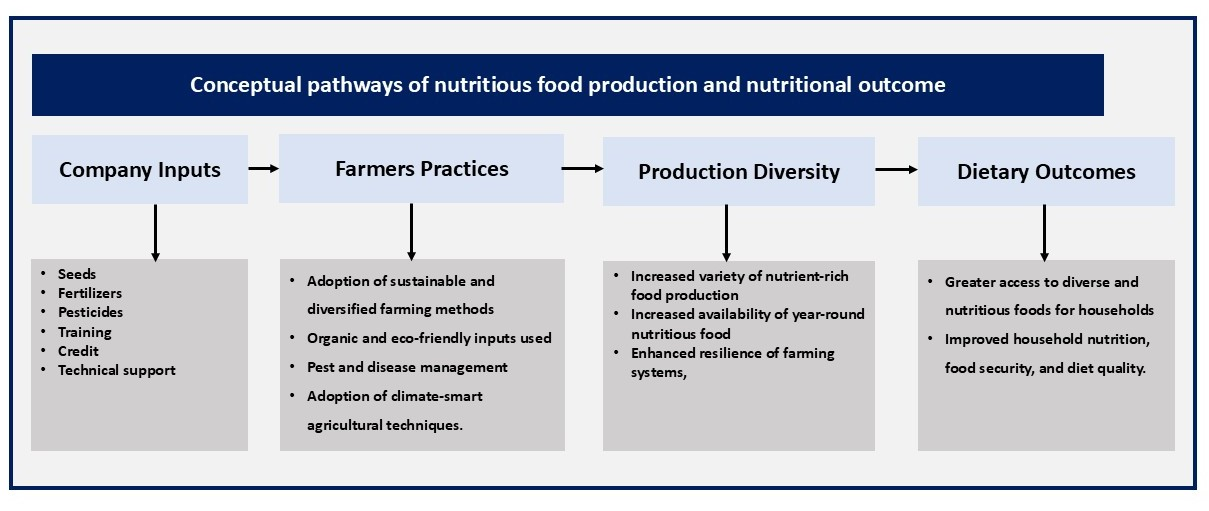 Conceptual pathways of nutritious food production and nutritional outcome
Company Inputs
Farmers Practices
Production Diversity
Dietary Outcomes
• Seeds
• Fertilizers
• Pesticides
• Training
• Credit
• Technical support
• Adoption of sustainable and
diversified farming methods
• Organic and eco-friendly inputs used
• Pest and disease management
• Adoption of climate-smart
agricultural techniques.
• Increased variety of nutrient-rich
food production
• Increased availability of year-round
nutritious food
• Enhanced resilience of farming
systems,
• Greater access to diverse and
nutritious foods for households
• Improved household nutrition,
food security, and diet quality.